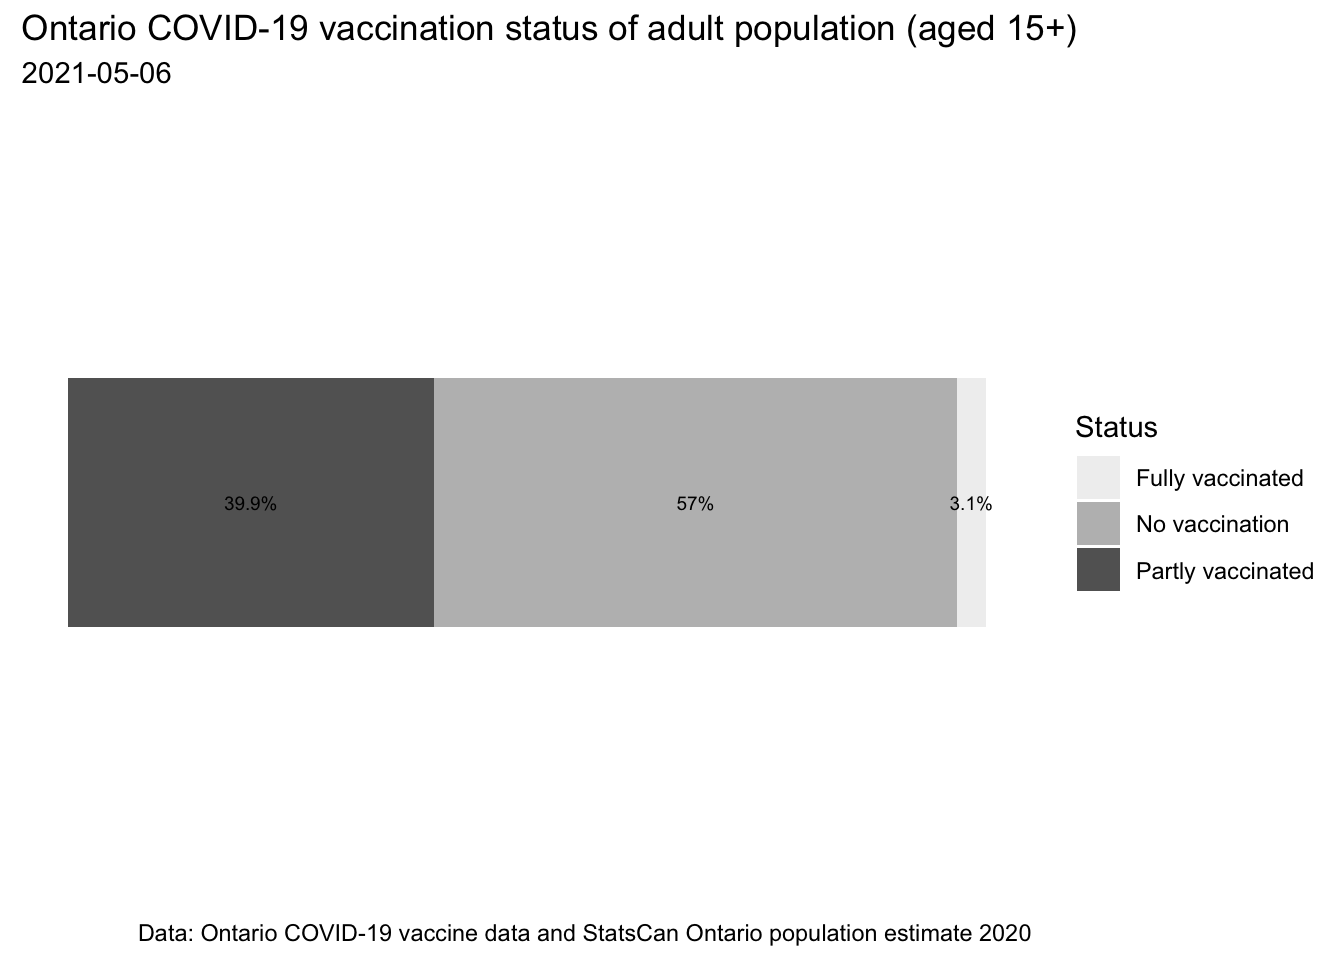 Ontario COVID-19 vaccination status of adult population (aged 15+)
2021-05-06
39.9%
57%
3.1%
Status
Fully vaccinated
No vaccination
Partly vaccinated
Data: Ontario COVID-19 vaccine data and StatsCan Ontario population estimate 2020